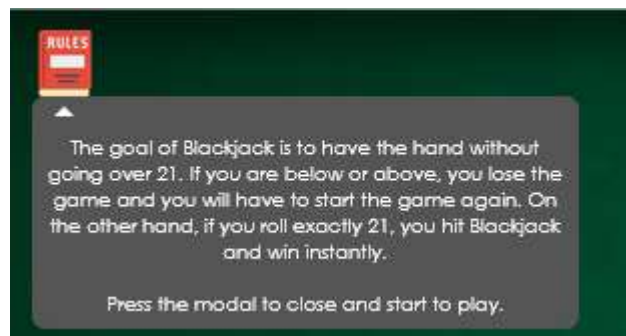 RULES
The goal of Blackjack is to have the hand without
going over 21. If you are below or above, you lose the
game and you will have to start the game again. On
the other hand, if you roll exactly 21, you hit Blackjack
and win instantly.
Press the modal to close and start to play.